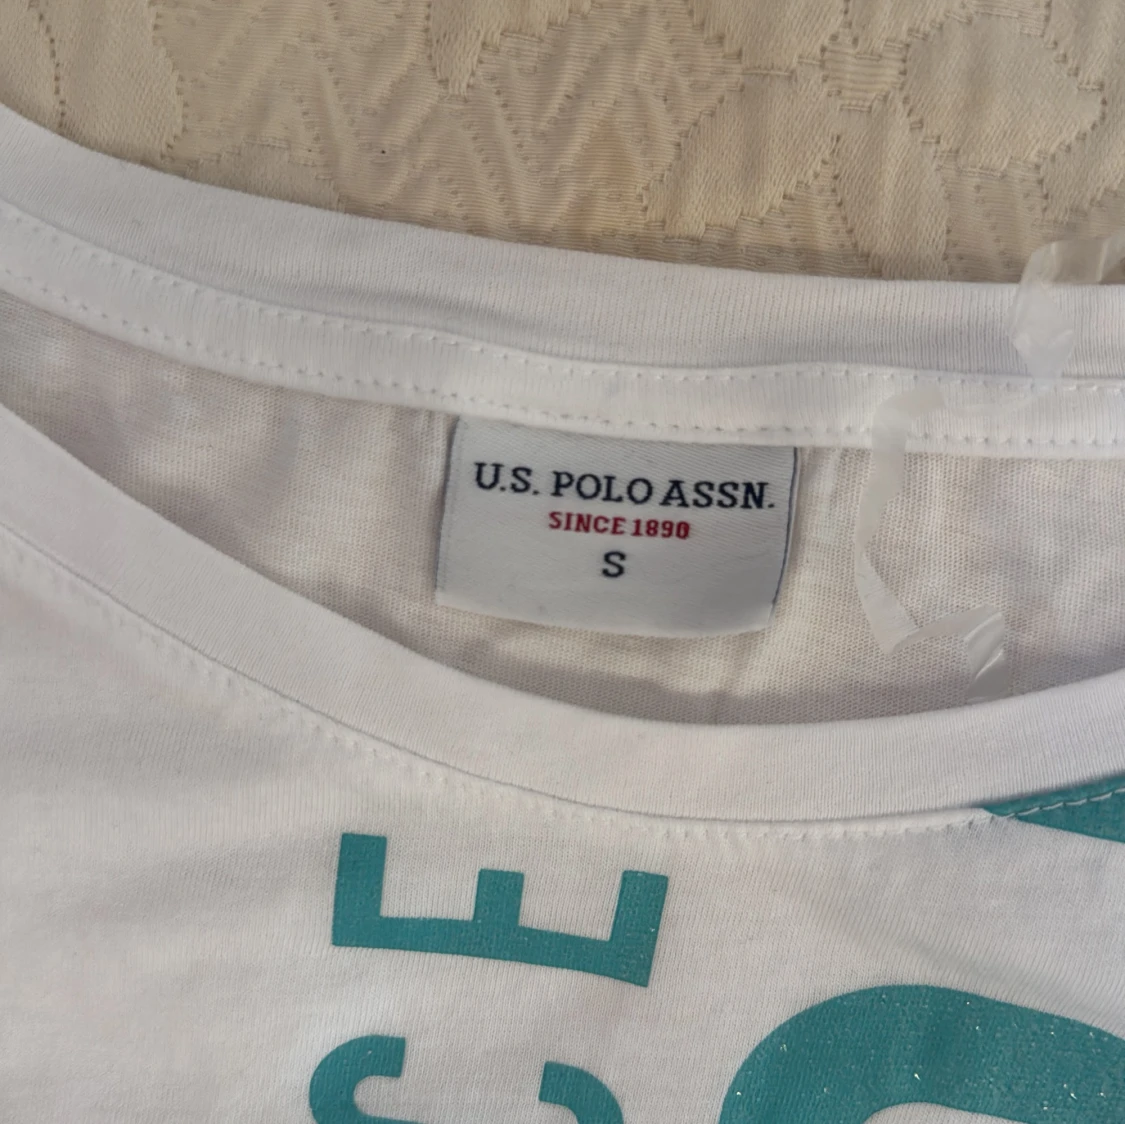 U.S. POLO ASSN.
SINCE 1890
S
E